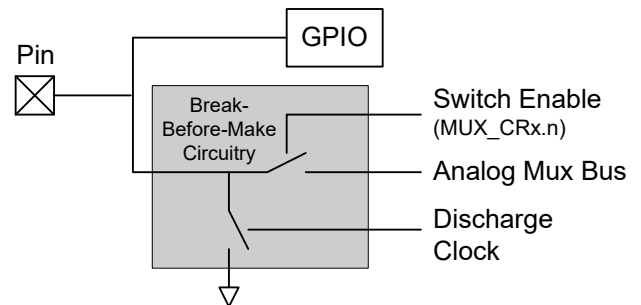 GPIO
Pin
Break-
Before-Make
Circuitry
Switch Enable
(MUX_CRx.n)
Analog Mux Bus
Discharge
Clock